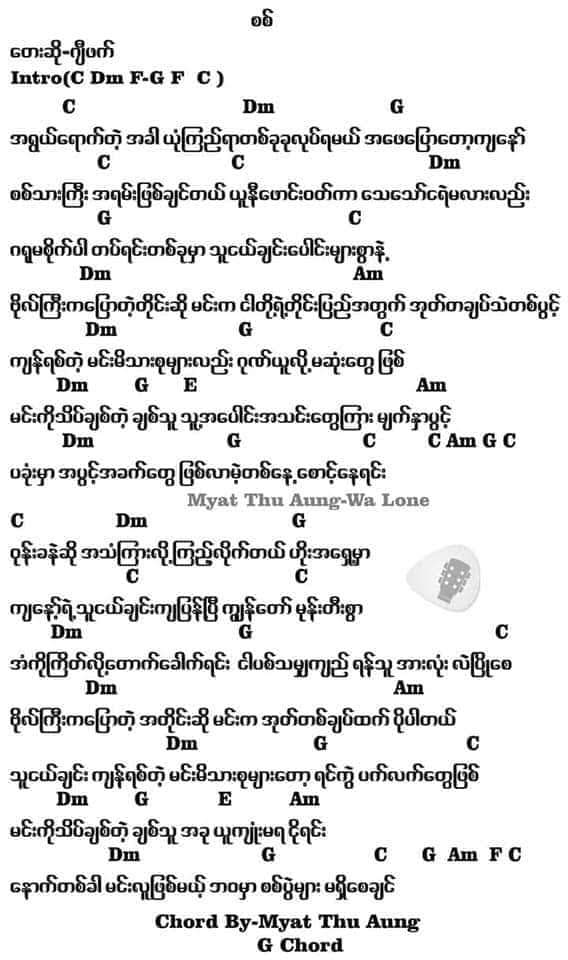 စစ်
တေးဆို-ဂျီဖက်
Intro(C Dm F-G F C )
C Dm G
အရွယ်ရောက်တဲ့ အခါ ယုံကြည်ရာတစ်ခုခုလုပ်ရမယ် အဖေပြောတော့ကျနော်
C C Dm
စစ်သားကြီး အရမ်းဖြစ်ချင်တယ် ယူနီဖောင်းဝတ်ကာ သေသော်ငရဲမလားလည်း
G C
ဂရုမစိုက်ပါ တပ်ရင်းတစ်ခုမှာ သူငယ်ချင်းပေါင်းများစွာနဲ့
Dm Am
ဗိုလ်ကြီးကပြောတဲ့တိုင်းဆို မင်းက ငါတို့ရဲ့တိုင်းပြည်အတွက် အုတ်တချပ်သဲတစ်ပွင့်
Dm G C
ကျန်ရစ်တဲ့ မင်းမိသားစုများလည်း ဂုဏ်ယူလို့မဆုံးတွေ ဖြစ်
Dm G E Am
မင်းကိုသိပ်ချစ်တဲ့ ချစ်သူ သူ့အပေါင်းအသင်းတွေကြား မျက်နှာပွင့်
Dm G C C Am G C
ပခုံးမှာ အပွင့်အခက်တွေ ဖြစ်လာမဲ့တစ်နေ့စောင့်နေရင်း
Myat Thu Aung-Wa Lone
C Dm G
ဝုန်းခနဲဆို အသံကြားလို့ကြည့်လိုက်တယ် ဟိုးအရှေ့မှာ
C C
ကျနော့်ရဲ့သူငယ်ချင်းကျပြန်ပြီ ကျွန်တော် မုန်းတီးစွာ
Dm G C
အံကိုကြိတ်လို့တောက်ခေါက်ရင်း ငါပစ်သမျှကျည် ရန်သူ အားလုံး လဲပြိုစေ
Dm Am
ဗိုလ်ကြီးကပြောတဲ့ အတိုင်းဆို မင်းက အုတ်တစ်ချပ်ထက် ပိုပါတယ်
Dm G C
သူငယ်ချင်း ကျန်ရစ်တဲ့ မင်းမိသားစုများတော့ ရင်ကွဲ ပက်လက်တွေဖြစ်
Dm G E Am
မင်းကိုသိပ်ချစ်တဲ့ ချစ်သူ အခု ယူကျုံးမရ ငိုရင်း
Dm G C G Am F C
နောက်တစ်ခါ မင်းလူဖြစ်မယ့် ဘဝမှာ စစ်ပွဲများ မရှိစေချင်
Chord By-Myat Thu Aung
G Chord